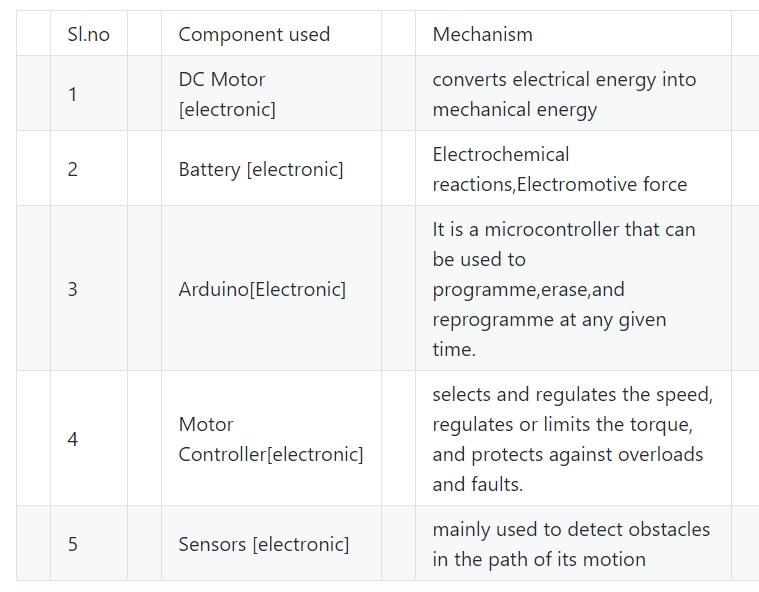 Sl.no Component used Mechanism
1 DC Motor [electronic] converts electrical energy into
mechanical energy
2 Battery [electronic] Electrochemical
reactions,Electromotive force
3 Arduino[Electronic] It is a microcontroller that can
be used to
programme,erase,and
reprogramme at any given
time.
4 Motor Controller[electronic] selects and regulates the speed,
regulates or limits the torque,
and protects against overloads
and faults.
5 Sensors [electronic] mainly used to detect obstacles
in the path of its motion